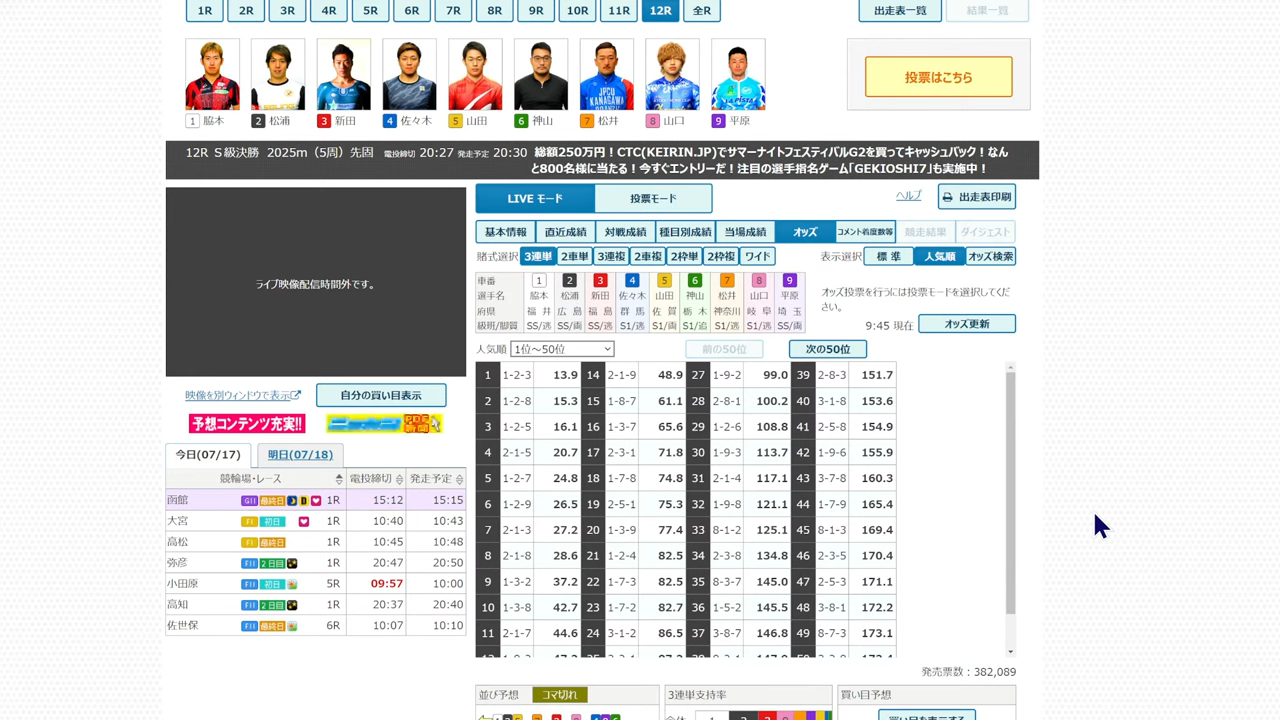 1R 2R 3R 4R 5R 6R 7R 8R 9R 10R 11R 12R 全R 出走表一覧 結果一覧
JPCU KANAGAWA LA PISTA
投票はこちら
1 脇本 2 松浦 3 新田 4 佐々木 5 山田 6 神山 7 松井 8 山口 9 平原
12R S級決勝 2025m（5周）先固 電投締切 20:27 発走予定 20:30 総額250万円！CTC(KEIRIN.JP)でサマーナイトフェスティバルG2を買ってキャッシュバック！なん
と800名様に当たる！今すぐエントリーだ！注目の選手指名ゲーム「GEKIOSHI7」も実施中！
LIVE モード 投票モード ヘルプ 出走表印刷
基本情報 直近成績 対戦成績 種目別成績 当場成績 オッズ コメント着度数等 競走結果 ダイジェスト
賭式選択 3連単 2車単 3連複 2車複 2枠単 2枠複 ワイド 表示選択 標 準 人気順 オッズ検索
ライブ映像配信時間外です。
車番 1 2 3 4 5 6 7 8 9
選手名 脇本 松浦 新田 佐々木 山田 神山 松井 山口 平原
府県 福 井 広 島 福 島 群 馬 佐 賀 栃 木 神奈川 岐 阜 埼 玉
級班/脚質 SS/逃 SS/両 SS/逃 S1/逃 S1/両 S1/追 S1/逃 S1/逃 SS/両
オッズ投票を行うには投票モードを選択してくだ
さい。
9:45 現在 オッズ更新
人気順 1位～50位 前の50位 次の50位
1 1-2-3 13.9 14 2-1-9 48.9 27 1-9-2 99.0 39 2-8-3 151.7
2 1-2-8 15.3 15 1-8-7 61.1 28 2-8-1 100.2 40 3-1-8 153.6
3 1-2-5 16.1 16 1-3-7 65.6 29 1-2-6 108.8 41 2-5-8 154.9
4 2-1-5 20.7 17 2-3-1 71.8 30 1-9-3 113.7 42 1-9-6 155.9
5 1-2-7 24.8 18 1-7-8 74.8 31 2-1-4 117.1 43 3-7-8 160.3
6 1-2-9 26.5 19 2-5-1 75.5 32 1-9-8 121.1 44 1-7-9 165.4
7 2-1-3 27.2 20 1-3-9 77.4 33 8-1-2 125.1 45 8-1-3 169.4
8 2-1-8 28.6 21 1-2-4 82.5 34 2-3-8 134.8 46 2-3-5 170.4
9 1-3-2 37.2 22 1-7-3 82.5 35 8-3-7 145.0 47 2-5-3 171.1
10 1-3-8 42.7 23 1-7-2 82.7 36 1-5-2 145.5 48 3-8-1 172.2
11 2-1-7 44.6 24 3-1-2 86.5 37 3-8-7 146.8 49 8-7-3 173.1
映像を別ウィンドウで表示 自分の買い目表示
予想コンテンツ充実!!
今日(07/17) 明日(07/18)
競輪場・レース 電投締切 発走予定
函館 GII 最終日 1R 15:12 15:15
大宮 FI 初日 1R 10:40 10:43
高松 FI 最終日 1R 10:45 10:48
弥彦 FII 2日目 1R 20:47 20:50
小田原 FII 初日 5R 09:57 10:00
高知 FII 2日目 1R 20:37 20:40
佐世保 FII 最終日 6R 10:07 10:10
発売票数：382,089
並び予想 コマ切れ 3連単支持率 買い目予想